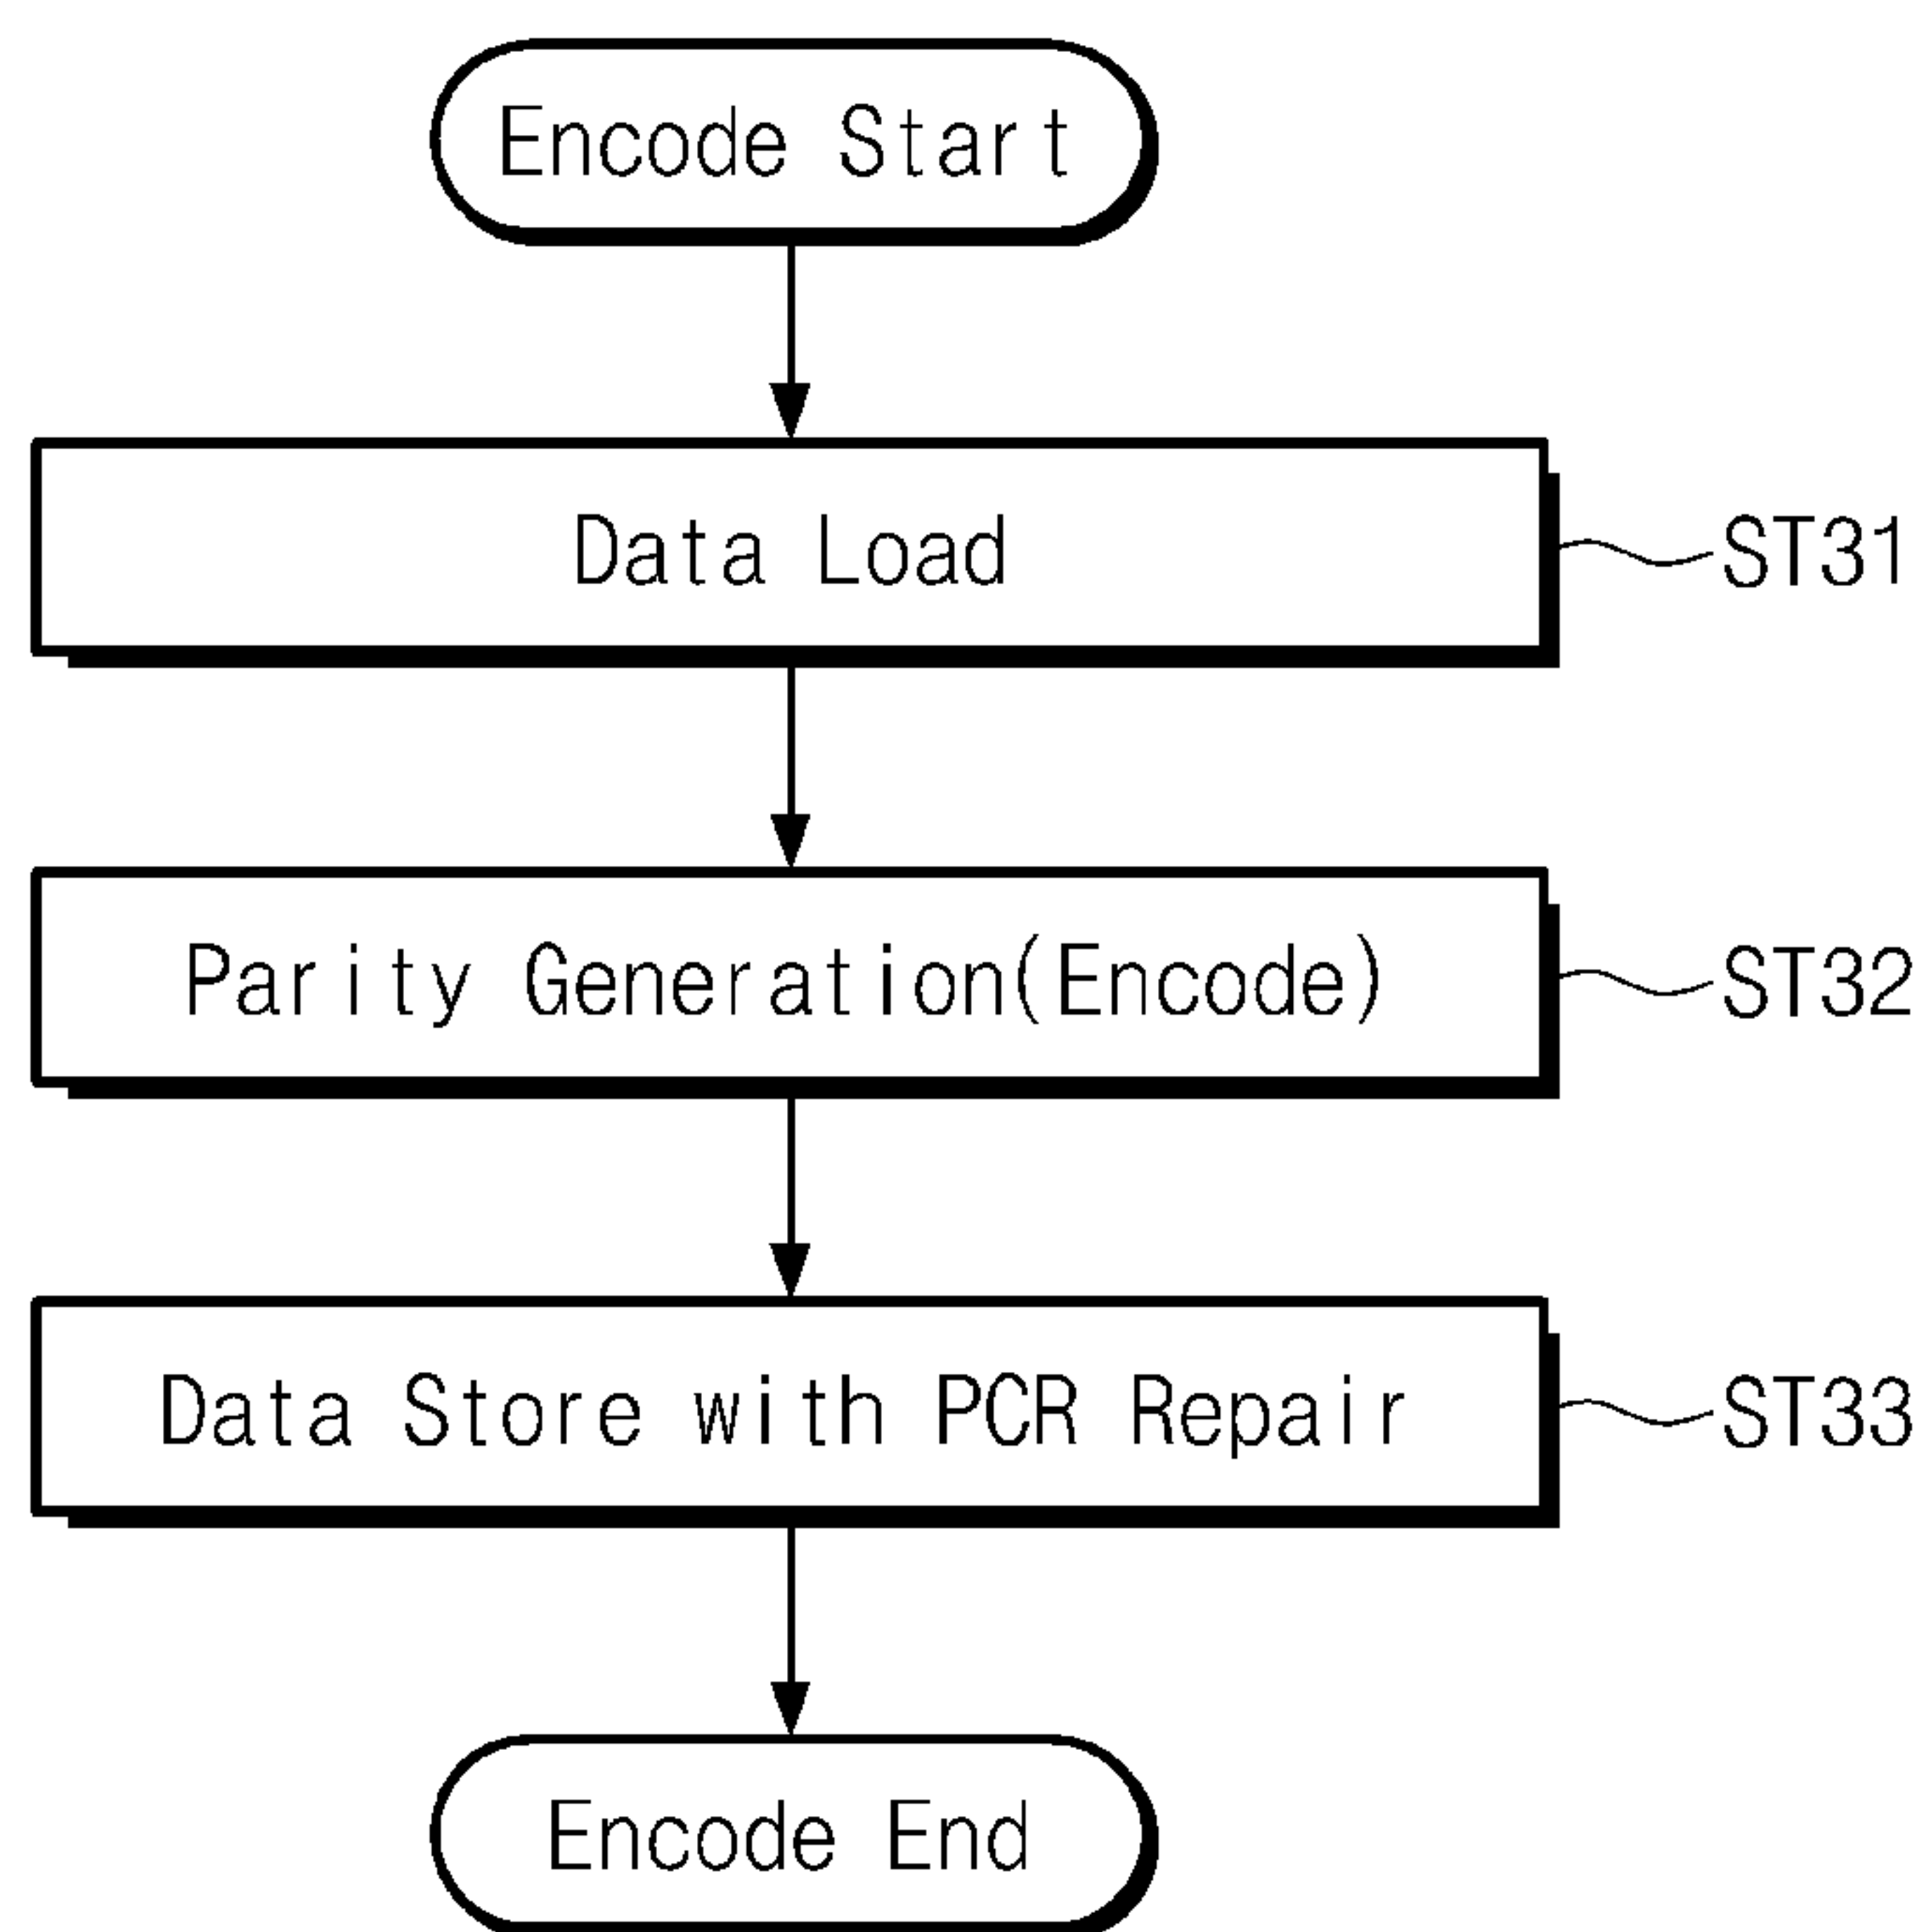 Encode Start
Data Load
ST31
Parity Generation(Encode)
ST32
Data Store with PCR Repair
ST33
Encode End